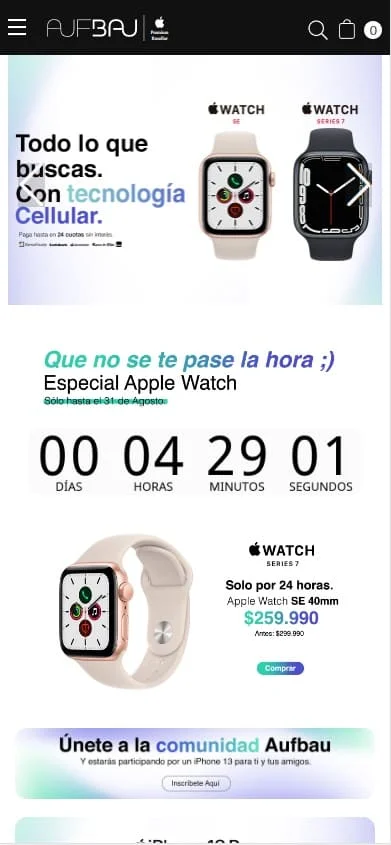 AUFBAU
Premium
Reseller
0
WATCH
SE
WATCH
SERIES 7
Todo lo que
buscas.
Con tecnología
Cellular.
Paga hasta en 24 cuotas sin interés.
Que no se te pase la hora ;)
Especial Apple Watch
Sólo hasta el 31 de Agosto.
00 04 29 01
DÍAS HORAS MINUTOS SEGUNDOS
WATCH
SERIES 7
Solo por 24 horas.
Apple Watch SE 40mm
$259.990
Antes: $299.990
Comprar
Únete a la comunidad Aufbau
Y estarás participando por un iPhone 13 para ti y tus amigos.
Inscríbete Aquí